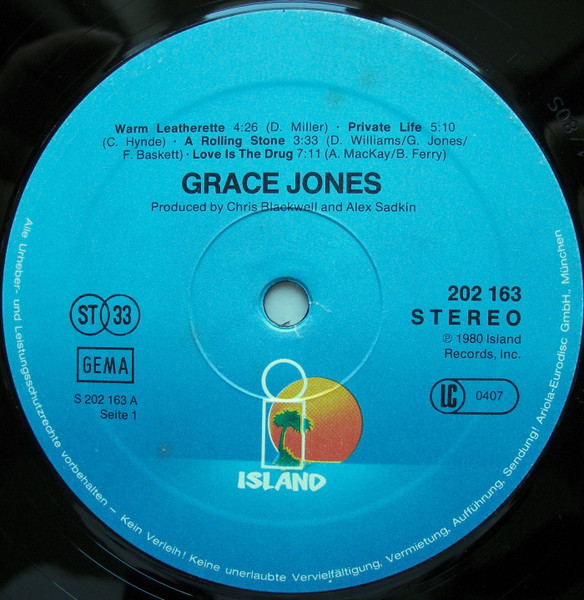 Warm Leatherette 4:26 (D. Miller) · Private Life 5:10
(C. Hynde) · A Rolling Stone 3:33 (D. Williams/G. Jones/
F. Baskett) · Love Is The Drug 7:11 (A. MacKay/B. Ferry)
GRACE JONES
Produced by Chris Blackwell and Alex Sadkin
202 163
STEREO
℗ 1980 Island
Records, Inc.
ST 33
GEMA
S 202 163 A
Seite 1
LC 0407
ISLAND
Alle Urheber- und Leistungsschutzrechte vorbehalten – Kein Verleih! Keine unerlaubte Vervielfältigung, Vermietung, Aufführung, Sendung! Ariola-Eurodisc GmbH., München